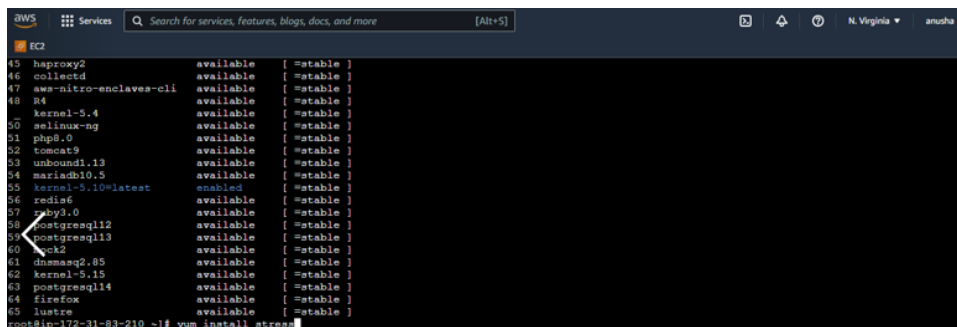 aws Services Search for services, features, blogs, docs, and more [Alt+S] N. Virginia anusha
EC2
45 haproxy2 available [ =stable ]
46 collectd available [ =stable ]
47 aws-nitro-enclaves-cli available [ =stable ]
48 R4 available [ =stable ]
_ kernel-5.4 available [ =stable ]
50 selinux-ng available [ =stable ]
51 php8.0 available [ =stable ]
52 tomcat9 available [ =stable ]
53 unbound1.13 available [ =stable ]
54 mariadb10.5 available [ =stable ]
55 kernel-5.10=latest enabled [ =stable ]
56 redis6 available [ =stable ]
57 ruby3.0 available [ =stable ]
58 postgresql12 available [ =stable ]
59 postgresql13 available [ =stable ]
60 mock2 available [ =stable ]
61 dnsmasq2.85 available [ =stable ]
62 kernel-5.15 available [ =stable ]
63 postgresql14 available [ =stable ]
64 firefox available [ =stable ]
65 lustre available [ =stable ]
root@ip-172-31-83-210 ~]# yum install stress